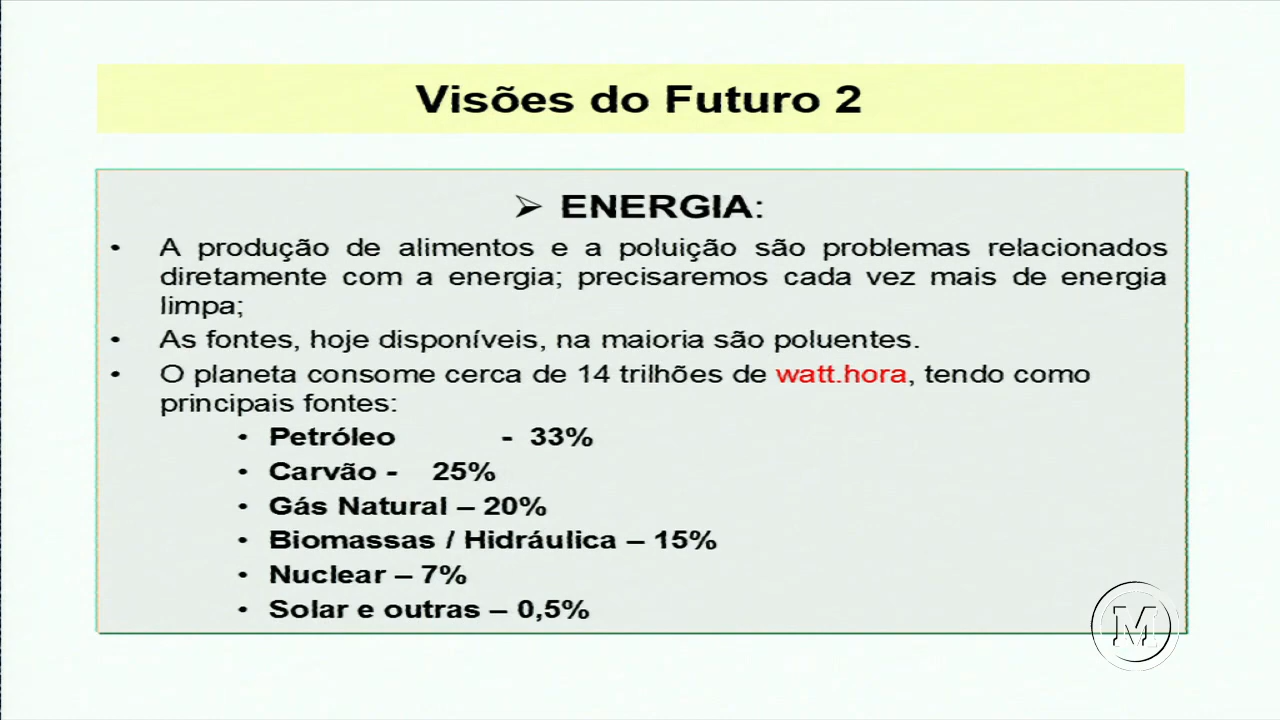 Visões do Futuro 2
➢ ENERGIA:
• A produção de alimentos e a poluição são problemas relacionados
diretamente com a energia; precisaremos cada vez mais de energia
limpa;
• As fontes, hoje disponíveis, na maioria são poluentes.
• O planeta consome cerca de 14 trilhões de watt.hora, tendo como
principais fontes:
• Petróleo - 33%
• Carvão - 25%
• Gás Natural – 20%
• Biomassas / Hidráulica – 15%
• Nuclear – 7%
• Solar e outras – 0,5%
M